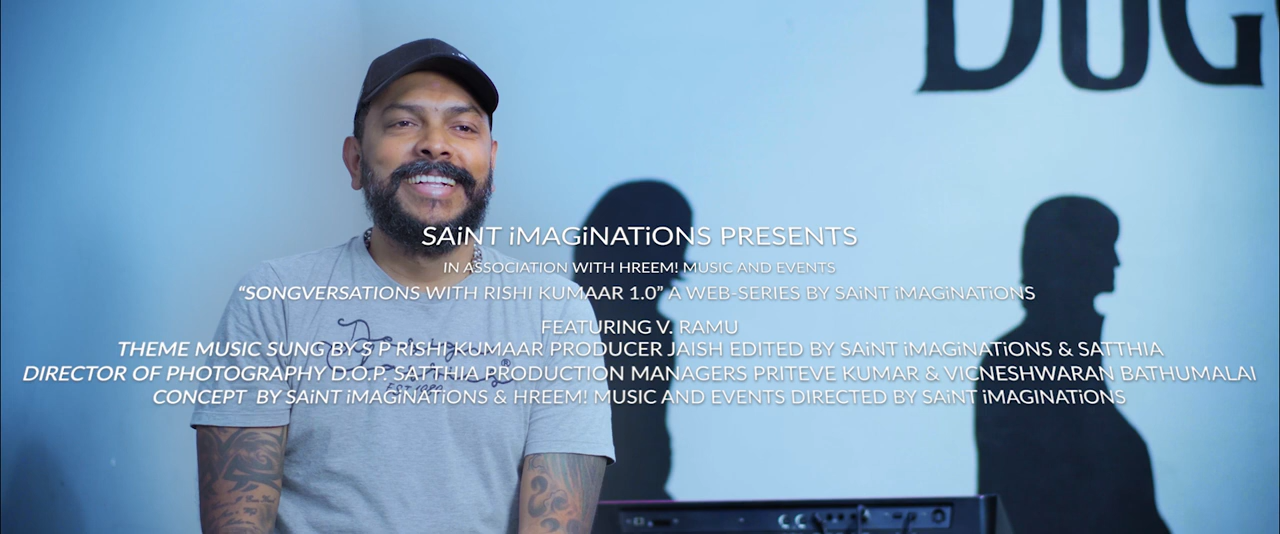 DUG
SAiNT iMAGiNATiONS PRESENTS
IN ASSOCIATION WITH HREEM! MUSIC AND EVENTS
“SONGVERSATIONS WITH RISHI KUMAAR 1.0” A WEB-SERIES BY SAiNT iMAGiNATiONS
FEATURING V. RAMU
THEME MUSIC SUNG BY S P RISHI KUMAAR PRODUCER JAISH EDITED BY SAiNT iMAGiNATiONS & SATTHIA
DIRECTOR OF PHOTOGRAPHY D.O.P. SATTHIA PRODUCTION MANAGERS PRITEVE KUMAR & VICNESHWARAN BATHUMALAI
CONCEPT BY SAiNT iMAGiNATiONS & HREEM! MUSIC AND EVENTS DIRECTED BY SAiNT iMAGINATiONS